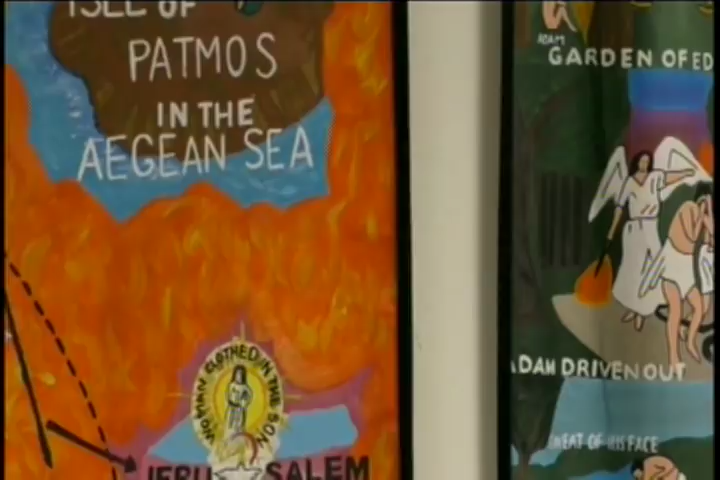 ISLE OF
PATMOS
IN THE
AEGEAN SEA
WOMAN CLOTHED IN THE SON
JERU SALEM
ADAM
GARDEN OF ED
ADAM DRIVEN OUT
SWEAT OF HIS FACE